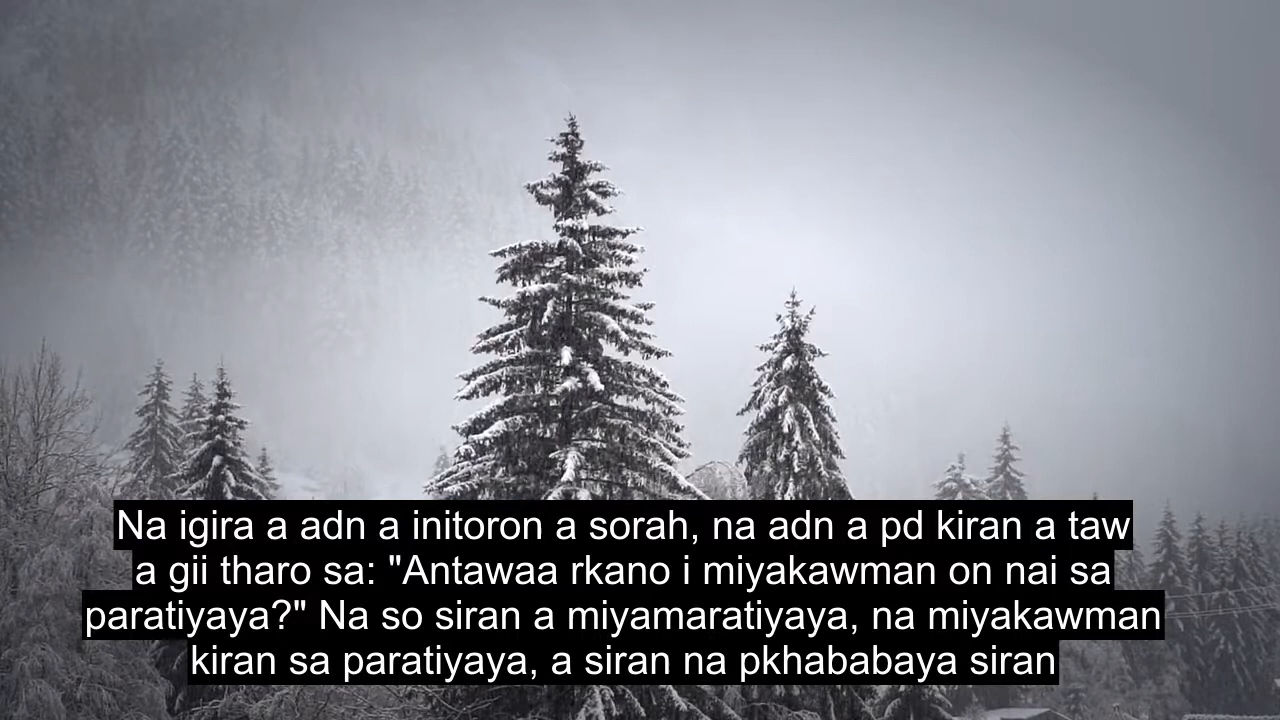 Na igira a adn a initoron a sorah, na adn a pd kiran a taw
a gii tharo sa: "Antawaa rkano i miyakawman on nai sa
paratiyaya?" Na so siran a miyamaratiyaya, na miyakawman
kiran sa paratiyaya, a siran na pkhababaya siran